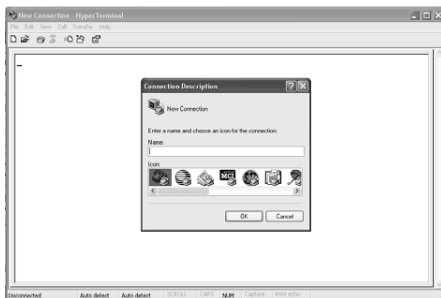 New Connection - HyperTerminal
File Edit View Call Transfer Help
Connection Description
New Connection
Enter a name and choose an icon for the connection:
Name:
Icon:
MCI
OK Cancel
Disconnected Auto detect Auto detect SCROLL CAPS NUM Capture Print echo